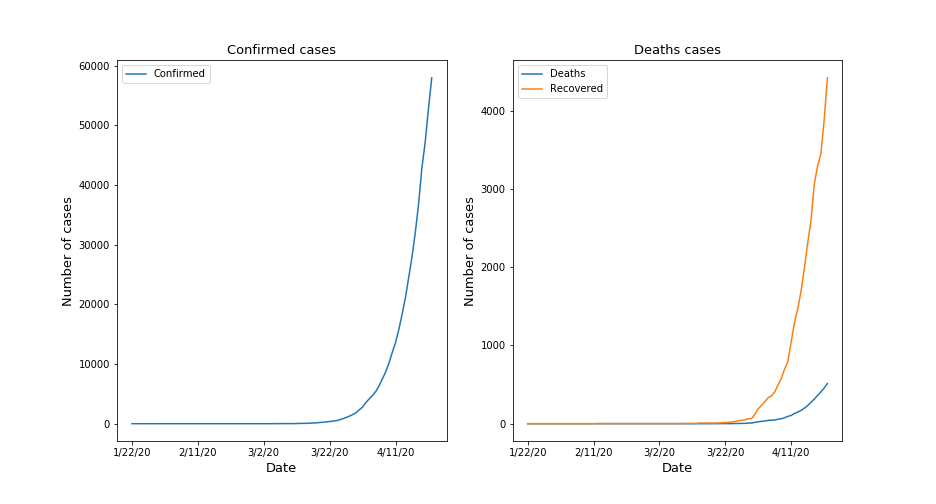 Confirmed cases
Confirmed
60000
50000
40000
30000
20000
10000
0
Number of cases
1/22/20 2/11/20 3/2/20 3/22/20 4/11/20
Date
Deaths cases
Deaths
Recovered
4000
3000
2000
1000
0
Number of cases
1/22/20 2/11/20 3/2/20 3/22/20 4/11/20
Date